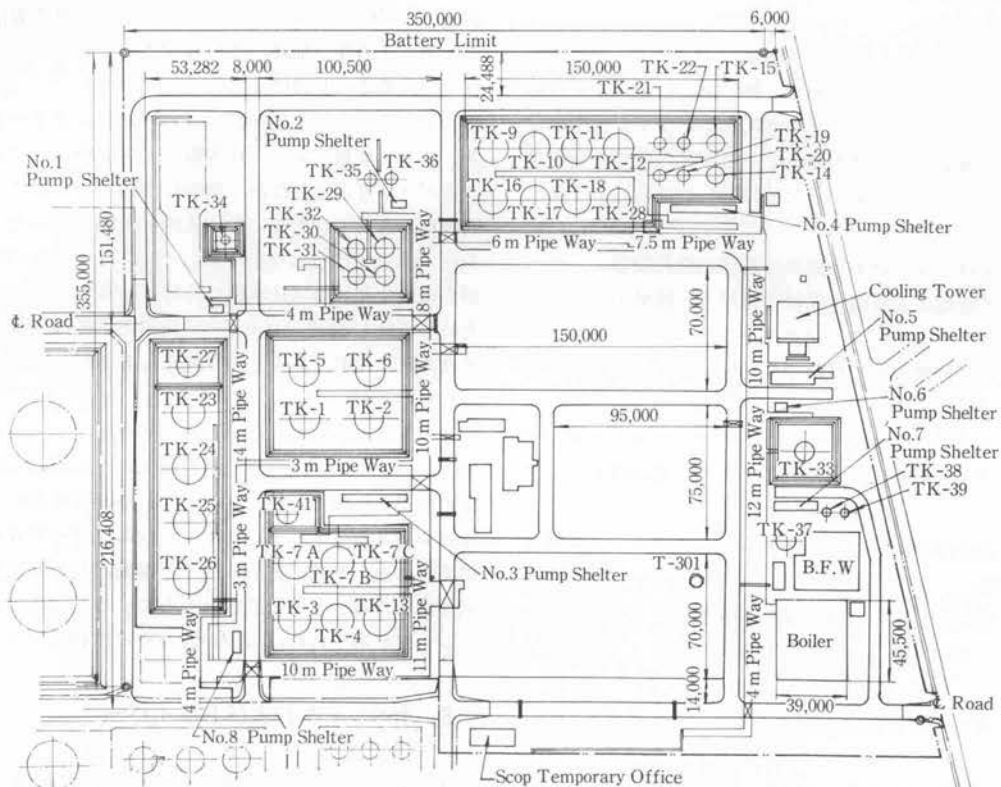 350,000
6,000
Battery Limit
53,282
8,000
100,500
24,488
150,000
TK-22
TK-15
TK-21
No.2
Pump Shelter
TK-9
TK-11
TK-19
TK-36
TK-35
TK-10
TK-12
TK-20
No.1
Pump Shelter
TK-29
TK-14
TK-34
TK-32
TK-16
TK-18
TK-30
TK-17
TK-28
No.4 Pump Shelter
TK-31
6 m Pipe Way
7.5 m Pipe Way
8 m Pipe Way
151,480
355,000
4 m Pipe Way
70,000
Cooling Tower
℄ Road
No.5
Pump Shelter
150,000
10 m Pipe Way
TK-27
TK-5
TK-6
4 m Pipe Way
10 m Pipe Way
No.6
Pump Shelter
TK-23
TK-1
TK-2
95,000
No.7
Pump Shelter
TK-24
3 m Pipe Way
TK-33
TK-38
TK-39
75,000
12 m Pipe Way
TK-25
TK-41
216,408
TK-37
3 m Pipe Way
TK-7 A
TK-7 C
T-301
B.F.W
TK-26
TK-7 B
No.3 Pump Shelter
TK-3
TK-13
TK-4
11 m Pipe Way
70,000
Boiler
45,500
4 m Pipe Way
10 m Pipe Way
14,000
4 m Pipe Way
39,000
℄ Road
No.8 Pump Shelter
Scop Temporary Office